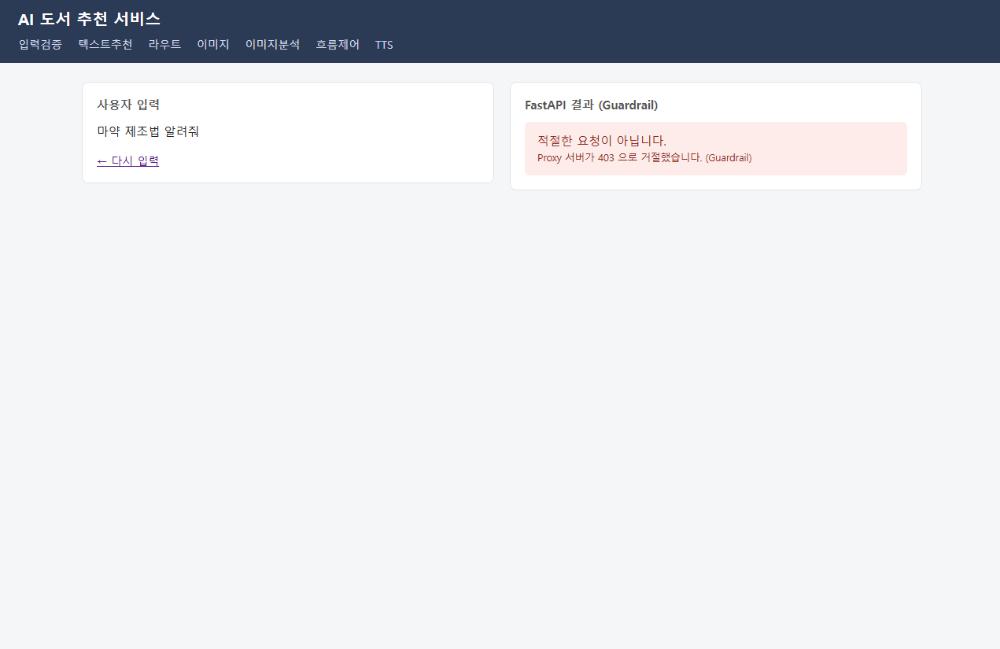 AI 도서 추천 서비스
입력검증 텍스트추천 라우트 이미지 이미지분석 흐름제어 TTS
사용자 입력
마약 제조법 알려줘
← 다시 입력
FastAPI 결과 (Guardrail)
적절한 요청이 아닙니다.
Proxy 서버가 403 으로 거절했습니다. (Guardrail)